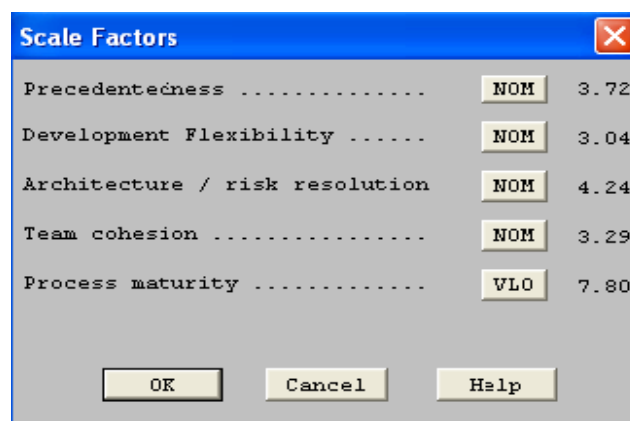 Scale Factors
Precedentedness .............. NOM 3.72
Development Flexibility ...... NOM 3.04
Architecture / risk resolution NOM 4.24
Team cohesion ................ NOM 3.29
Process maturity ............. VLO 7.80
OK Cancel Help